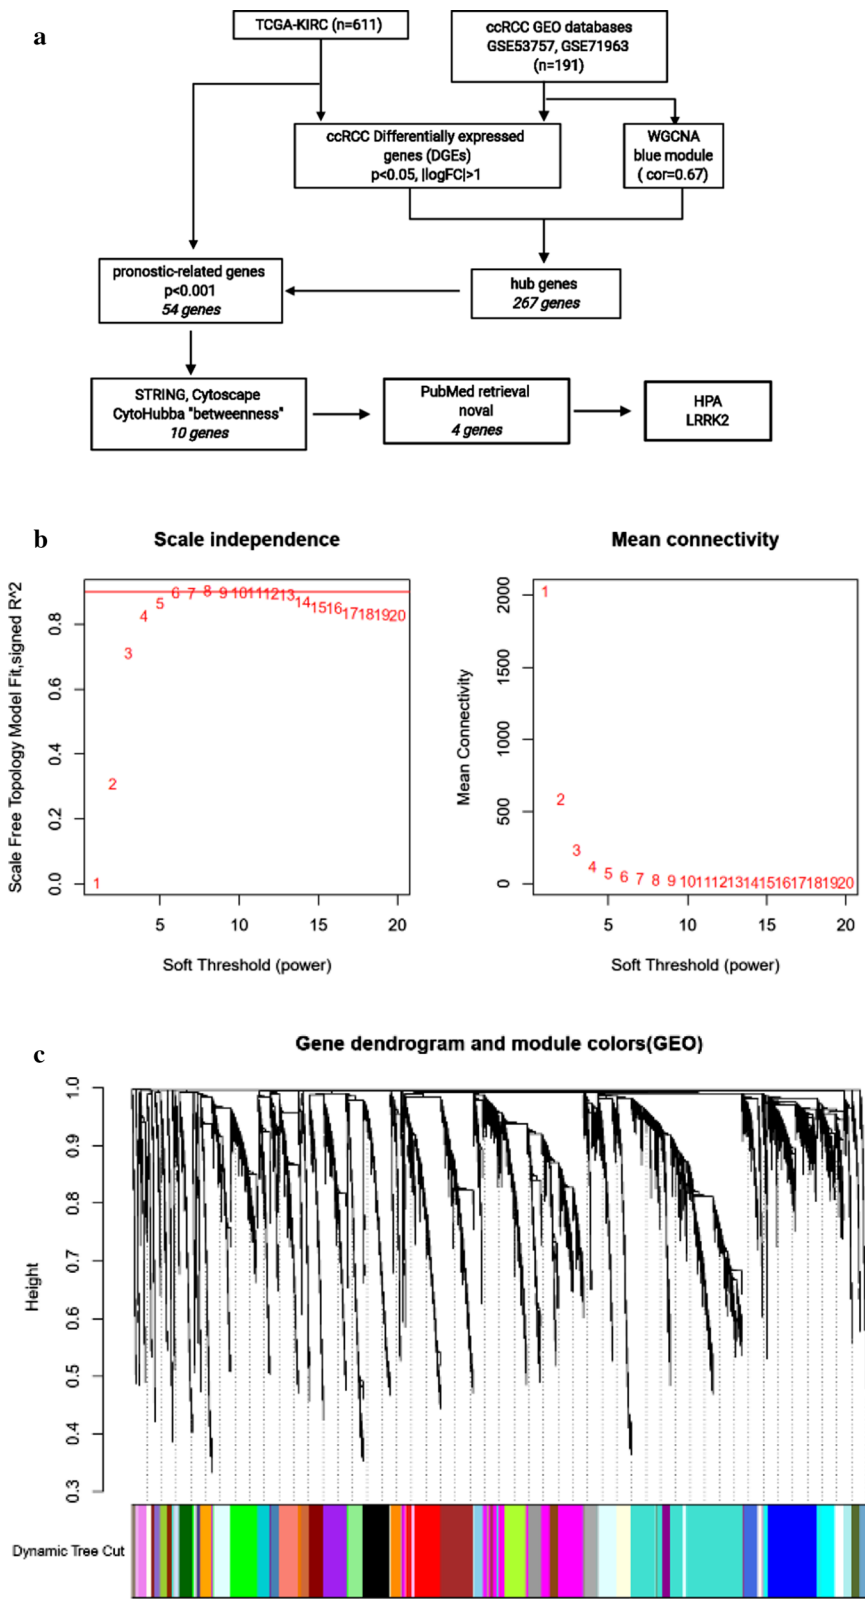 a
TCGA-KIRC (n=611)
ccRCC GEO databases
GSE53757, GSE71963
(n=191)
ccRCC Differentially expressed
genes (DGEs)
p<0.05, |logFC|>1
WGCNA
blue module
( cor=0.67)
pronostic-related genes
p<0.001
54 genes
hub genes
267 genes
STRING, Cytoscape
CytoHubba "betweenness"
10 genes
PubMed retrieval
noval
4 genes
HPA
LRRK2
b
Scale independence
Scale Free Topology Model Fit,signed R^2
0.8
0.6
0.4
0.2
0.0
1 2 3 4 5 6 7 8 9 10 11 12 13 14 15 16 17 18 19 20
5 10 15 20
Soft Threshold (power)
Mean connectivity
Mean Connectivity
2000
1500
1000
500
0
1 2 3 4 5 6 7 8 9 10 11 12 13 14 15 16 17 18 19 20
5 10 15 20
Soft Threshold (power)
c
Gene dendrogram and module colors(GEO)
Height
1.0
0.9
0.8
0.7
0.6
0.5
0.4
0.3
Dynamic Tree Cut